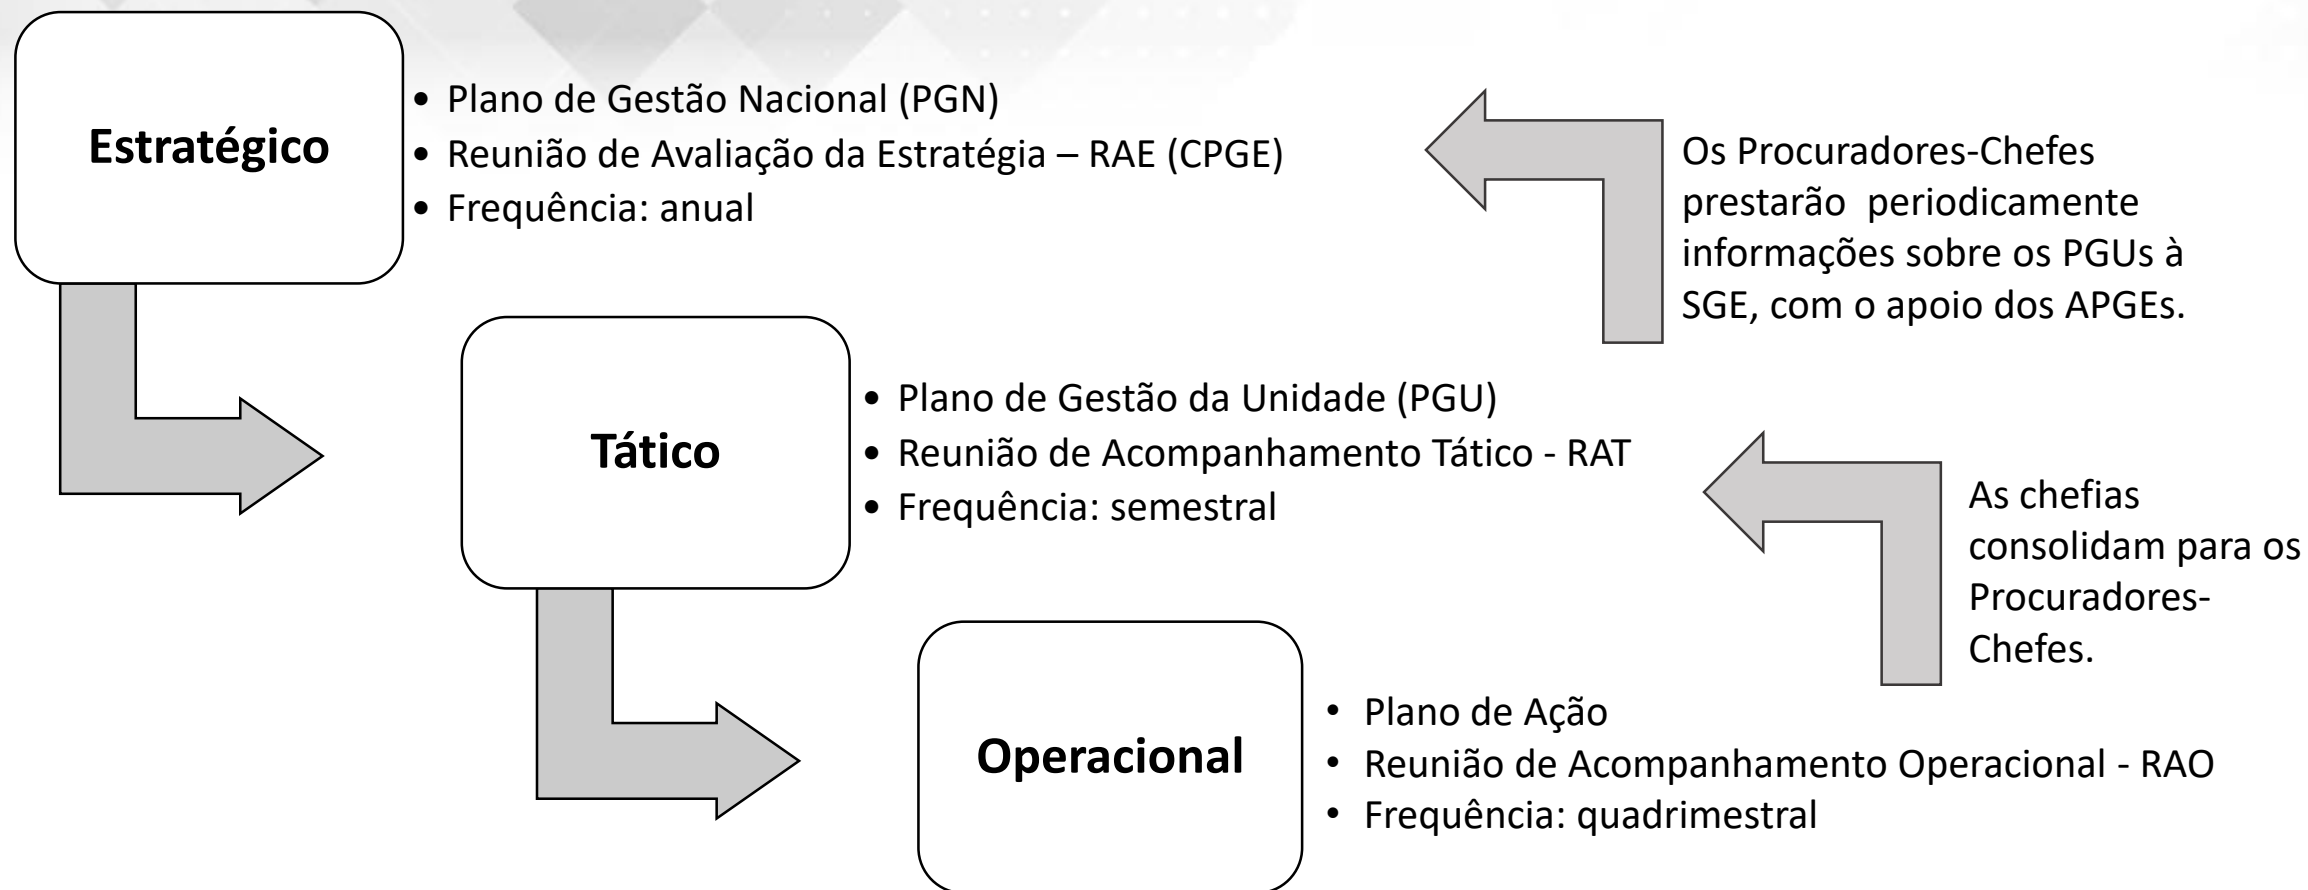 Estratégico
• Plano de Gestão Nacional (PGN)
• Reunião de Avaliação da Estratégia – RAE (CPGE)
• Frequência: anual
Os Procuradores-Chefes
prestarão periodicamente
informações sobre os PGUs à
SGE, com o apoio dos APGEs.
Tático
• Plano de Gestão da Unidade (PGU)
• Reunião de Acompanhamento Tático - RAT
• Frequência: semestral
As chefias
consolidam para os
Procuradores-
Chefes.
Operacional
• Plano de Ação
• Reunião de Acompanhamento Operacional - RAO
• Frequência: quadrimestral